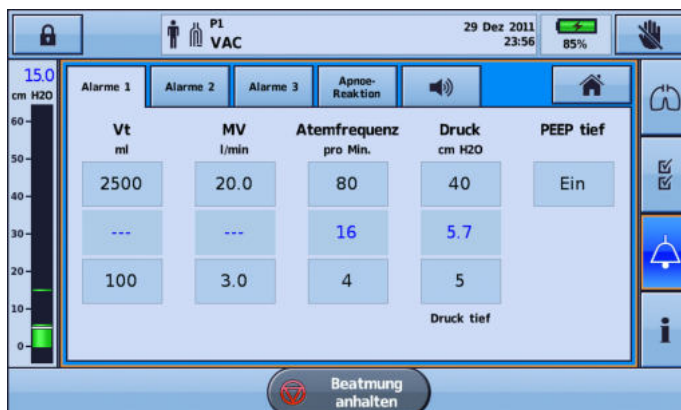 P1
VAC
29 Dez 2011
23:56
85%
15.0
cm H2O
60
50
40
30
20
10
0
Alarme 1
Alarme 2
Alarme 3
Apnoe-
Reaktion
Vt
ml
MV
l/min
Atemfrequenz
pro Min.
Druck
cm H2O
PEEP tief
2500
20.0
80
40
Ein
---
---
16
5.7
100
3.0
4
5
Druck tief
i
Beatmung
anhalten